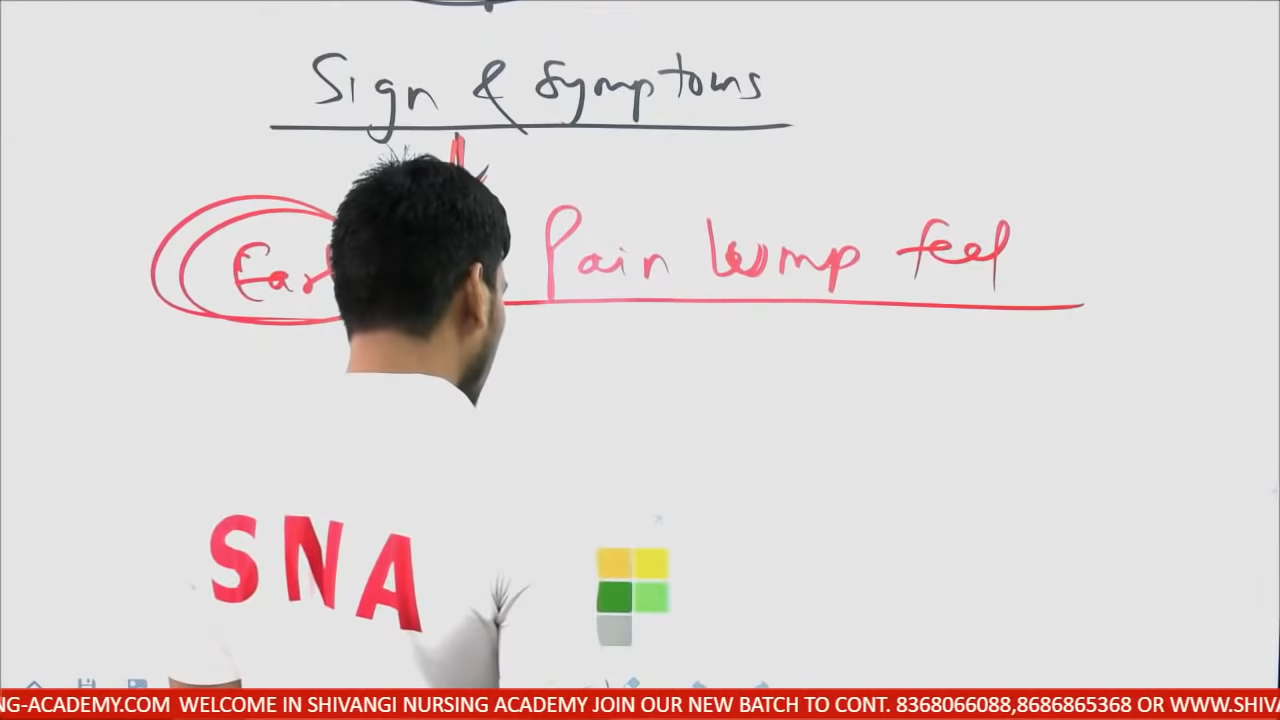 Sign & Symptoms
Pain lump feel
SNA
NG-ACADEMY.COM WELCOME IN SHIVANGI NURSING ACADEMY JOIN OUR NEW BATCH TO CONT. 8368066088,8686865368 OR WWW.SHIVA